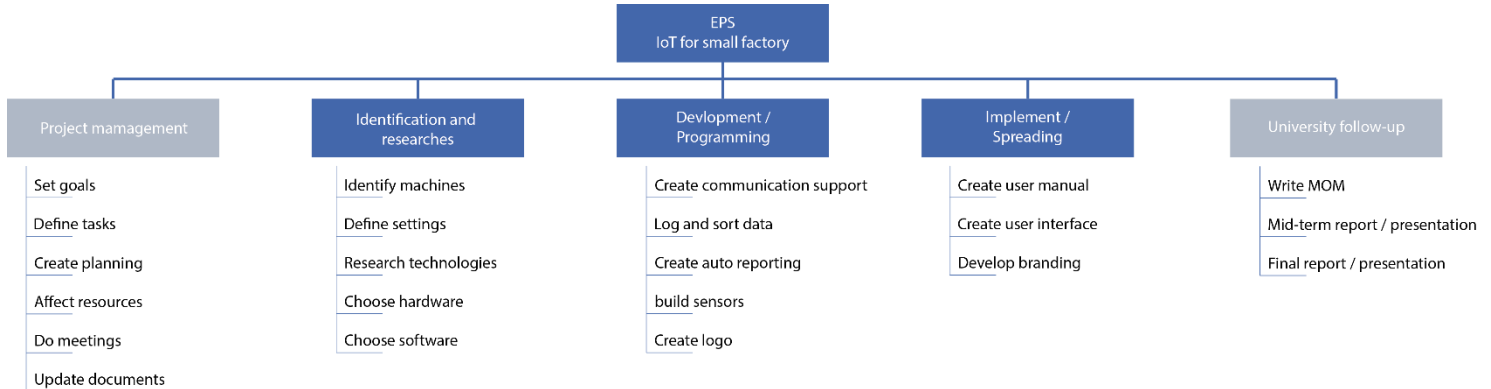 EPS
IoT for small factory
Project mamagement
Set goals
Define tasks
Create planning
Affect resources
Do meetings
Update documents
Identification and
researches
Identify machines
Define settings
Research technologies
Choose hardware
Choose software
Devlopment /
Programming
Create communication support
Log and sort data
Create auto reporting
build sensors
Create logo
Implement /
Spreading
Create user manual
Create user interface
Develop branding
University follow-up
Write MOM
Mid-term report / presentation
Final report / presentation